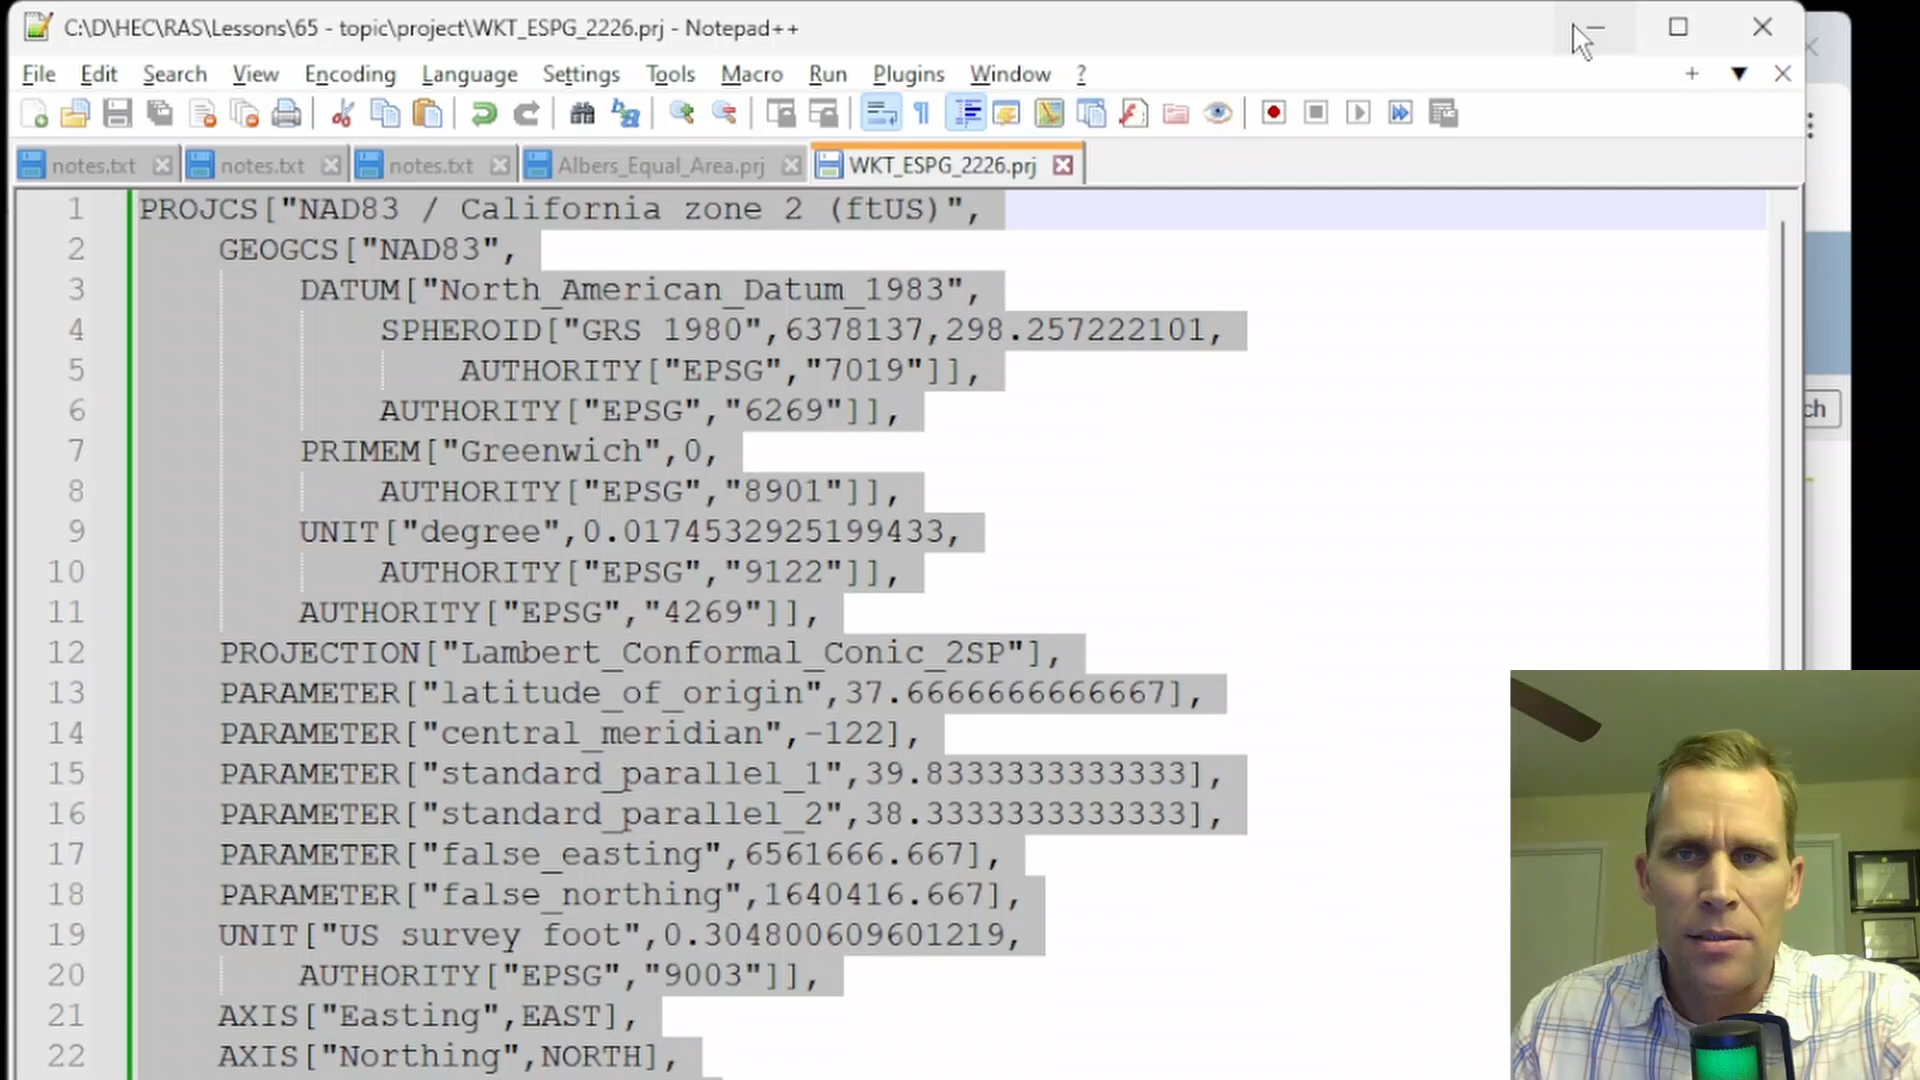 C:\D\HEC\RAS\Lessons\65 - topic\project\WKT_ESPG_2226.prj - Notepad++
File Edit Search View Encoding Language Settings Tools Macro Run Plugins Window ?
notes.txt notes.txt notes.txt Albers_Equal_Area.prj WKT_ESPG_2226.prj
1 PROJCS["NAD83 / California zone 2 (ftUS)",
2 GEOGCS["NAD83",
3 DATUM["North_American_Datum_1983",
4 SPHEROID["GRS 1980",6378137,298.257222101,
5 AUTHORITY["EPSG","7019"]],
6 AUTHORITY["EPSG","6269"]],
7 PRIMEM["Greenwich",0,
8 AUTHORITY["EPSG","8901"]],
9 UNIT["degree",0.0174532925199433,
10 AUTHORITY["EPSG","9122"]],
11 AUTHORITY["EPSG","4269"]],
12 PROJECTION["Lambert_Conformal_Conic_2SP"],
13 PARAMETER["latitude_of_origin",37.6666666666667],
14 PARAMETER["central_meridian",-122],
15 PARAMETER["standard_parallel_1",39.8333333333333],
16 PARAMETER["standard_parallel_2",38.3333333333333],
17 PARAMETER["false_easting",6561666.667],
18 PARAMETER["false_northing",1640416.667],
19 UNIT["US survey foot",0.304800609601219,
20 AUTHORITY["EPSG","9003"]],
21 AXIS["Easting",EAST],
22 AXIS["Northing",NORTH],
ch